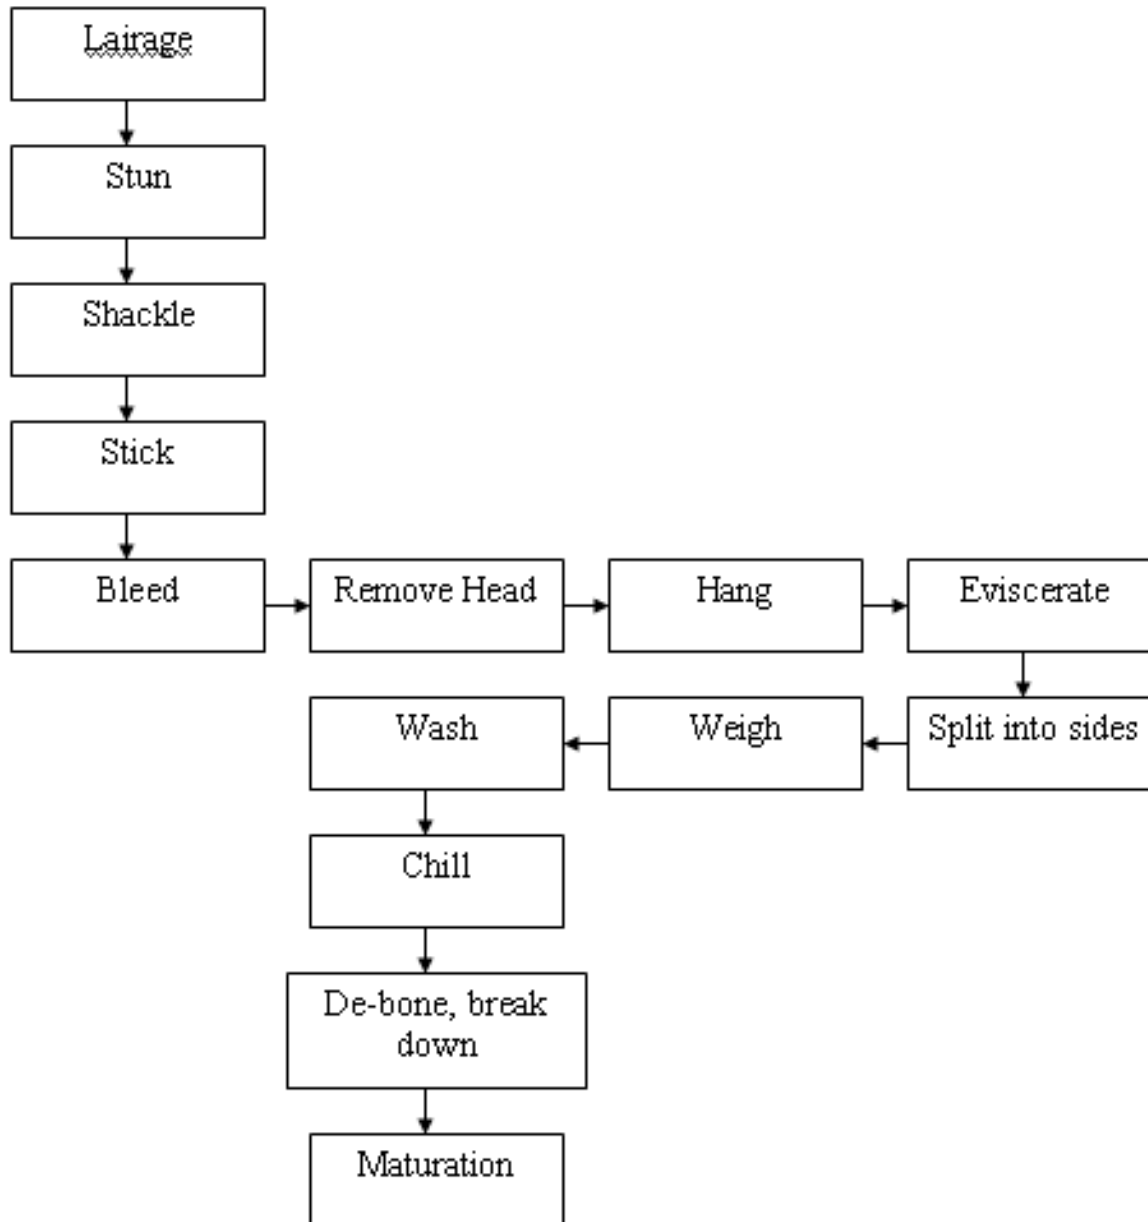 Lairage
Stun
Shackle
Stick
Bleed
Remove Head
Hang
Eviscerate
Split into sides
Weigh
Wash
Chill
De-bone, break
down
Maturation